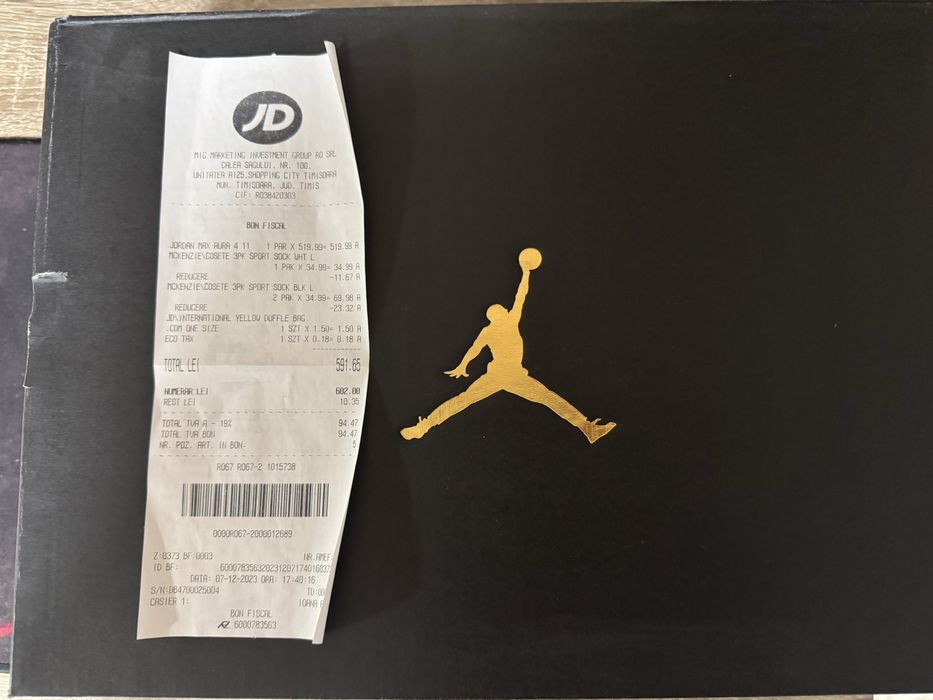 JD
MIG MARKETING INVESTMENT GROUP RO SRL
CALEA SAGULUI, NR. 100,
UNITATEA A125,SHOPPING CITY TIMISOARA
MUN. TIMISOARA, JUD. TIMIS
CIF: RO38420303
BON FISCAL
JORDAN MAX AURA 4 11 1 PAR X 519.99= 519.99 A
MCKENZIE\COSETE 3PK SPORT SOCK WHT L
1 PAK X 34.99= 34.99 A
REDUCERE -11.67 A
MCKENZIE\COSETE 3PK SPORT SOCK BLK L
2 PAK X 34.99= 69.98 A
REDUCERE -23.32 A
JD\INTERNATIONAL YELLOW DUFFLE BAG
.COM ONE SIZE 1 SZT X 1.50= 1.50 A
ECO TAX 1 SZT X 0.18= 0.18 A
TOTAL LEI 591.65
NUMERAR LEI 602.00
REST LEI 10.35
TOTAL TVA A - 19% 94.47
TOTAL TVA BON 94.47
NR. POZ. ART. IN BON: 5
R067 R067-2 1015738
0000R067-2000012689
Z:0373 BF:0003 NR.AMEF:
ID BF: 60007835632023120717401603
DATA: 07-12-2023 ORA: 17:40:16
S/N:DB4700025004 TD:00
CASIER 1: IOANA
BON FISCAL
6000783563